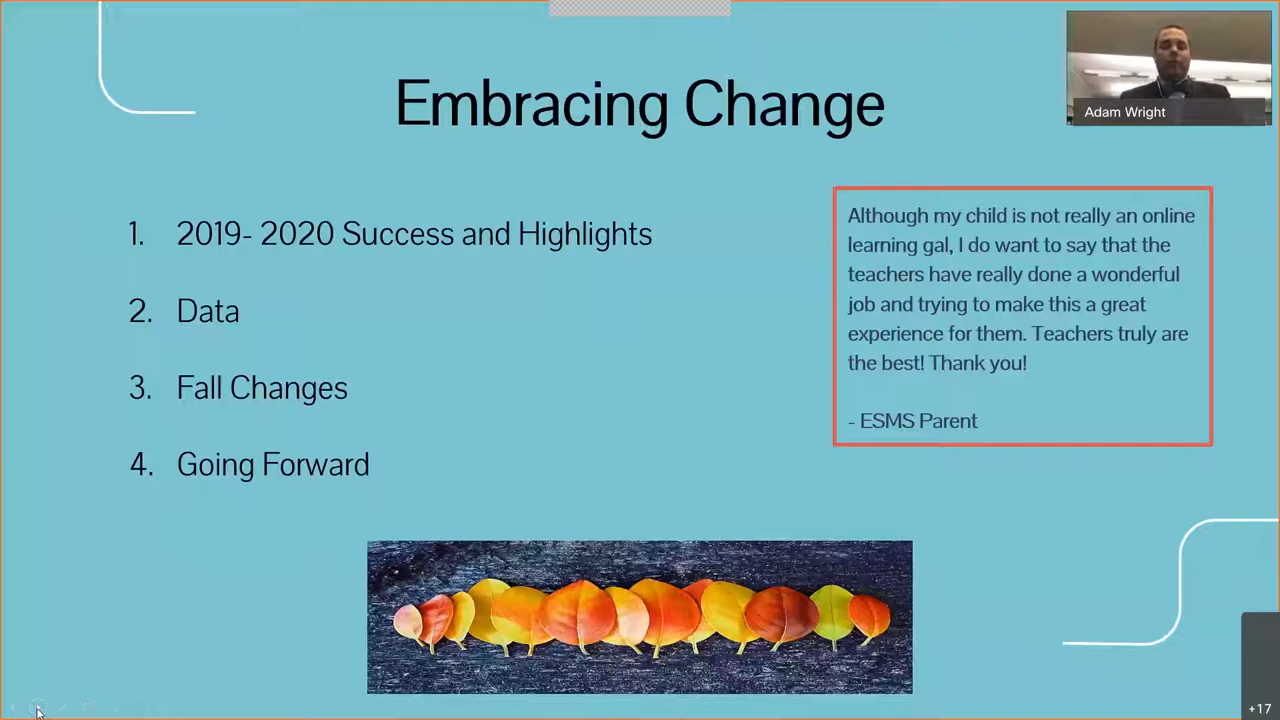 Embracing Change
Adam Wright
1. 2019- 2020 Success and Highlights
2. Data
3. Fall Changes
4. Going Forward
Although my child is not really an online
learning gal, I do want to say that the
teachers have really done a wonderful
job and trying to make this a great
experience for them. Teachers truly are
the best! Thank you!
- ESMS Parent
+17